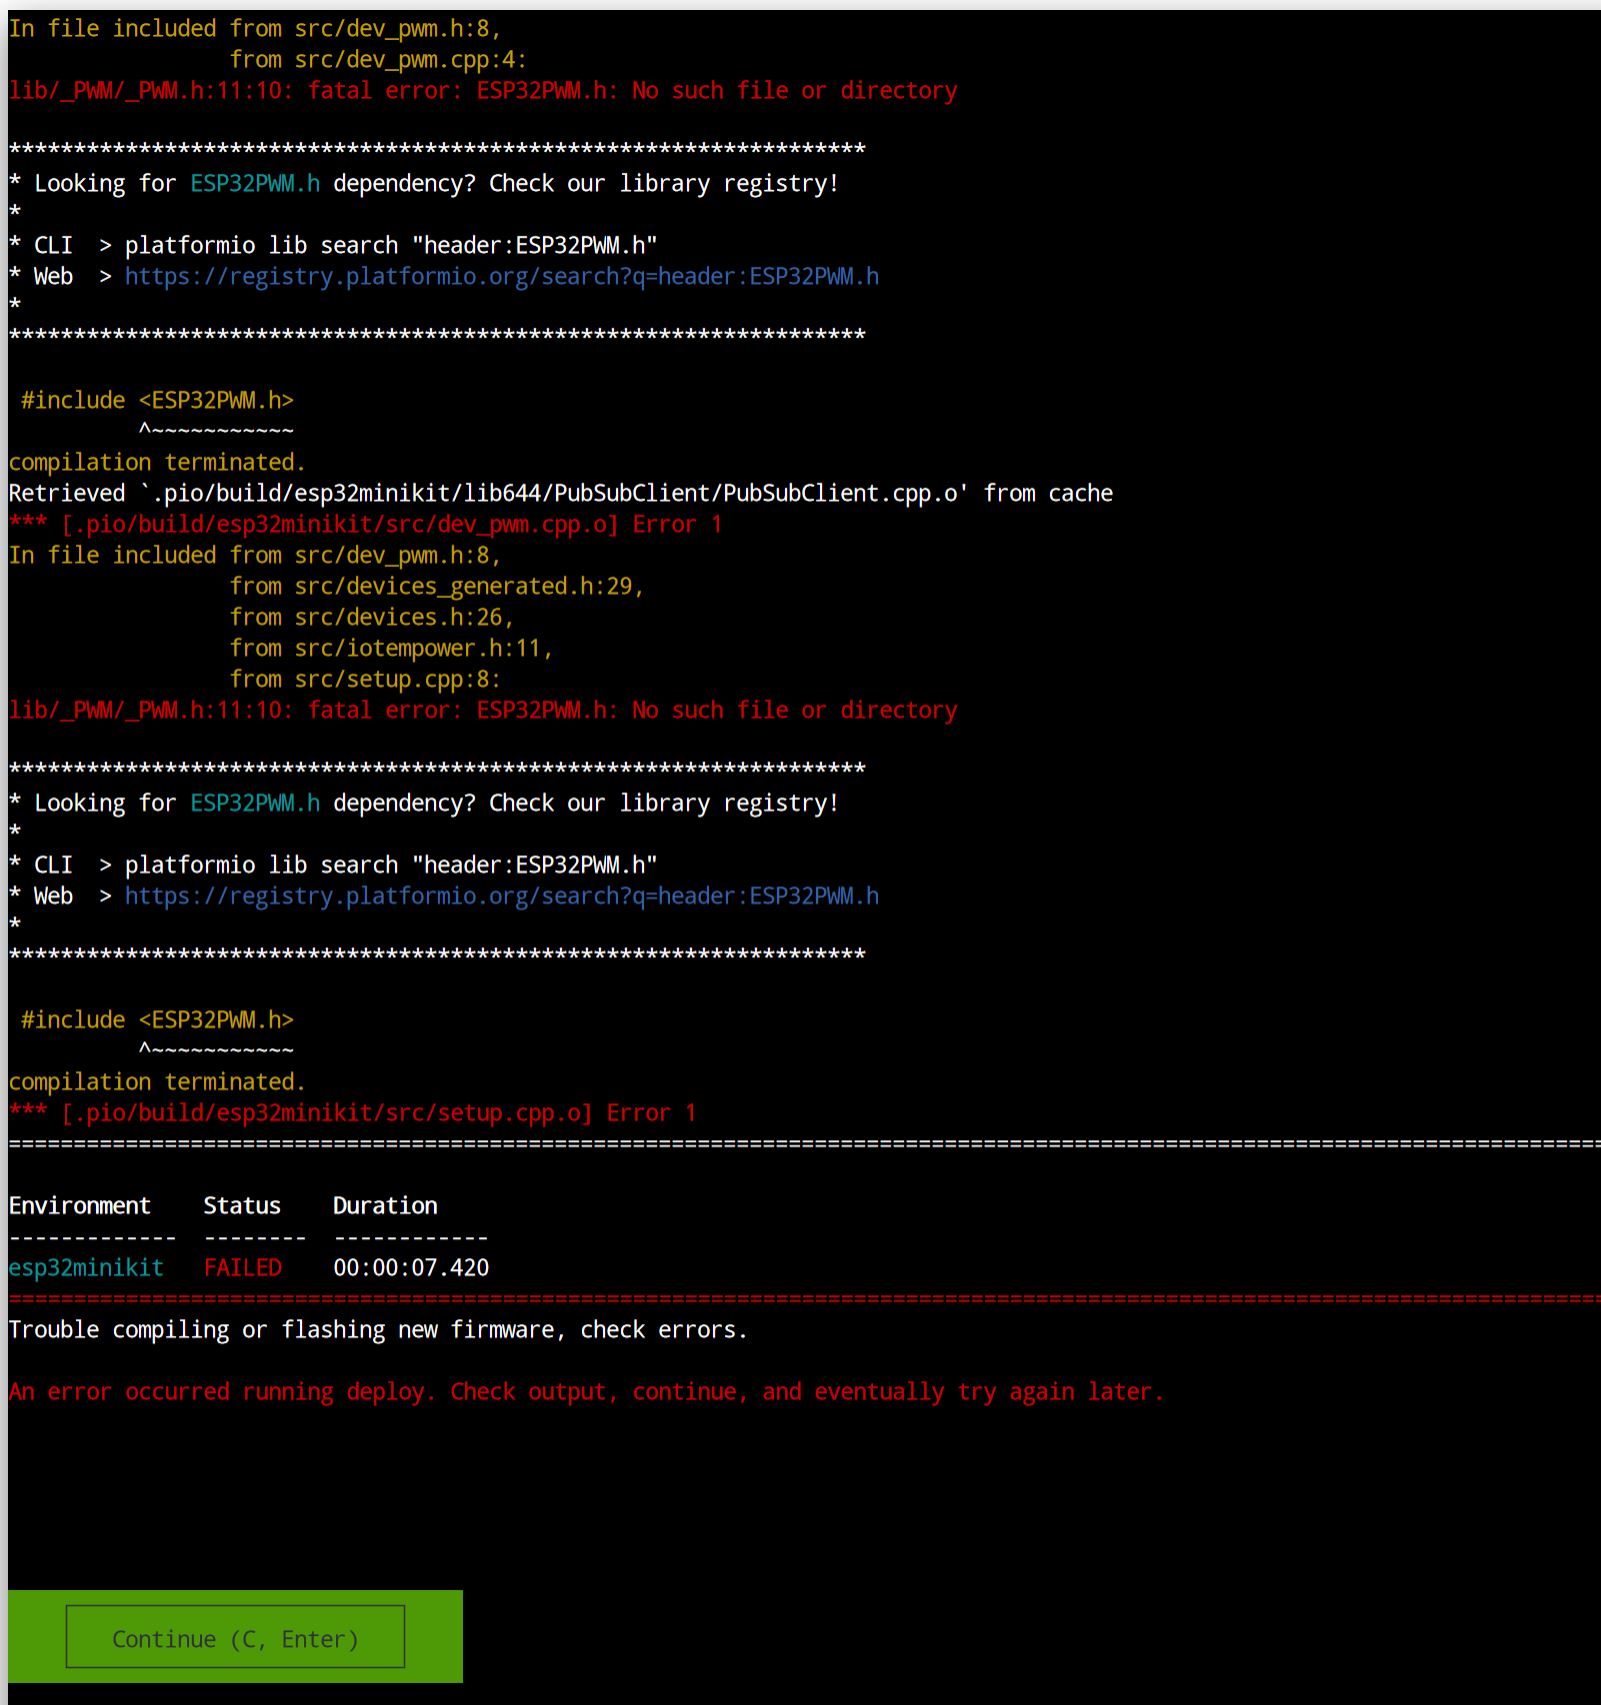 In file included from src/dev_pwm.h:8,
                 from src/dev_pwm.cpp:4:
lib/_PWM/_PWM.h:11:10: fatal error: ESP32PWM.h: No such file or directory

******************************************************************
* Looking for ESP32PWM.h dependency? Check our library registry!
*
* CLI  > platformio lib search "header:ESP32PWM.h"
* Web  > https://registry.platformio.org/search?q=header:ESP32PWM.h
*
******************************************************************

 #include <ESP32PWM.h>
          ^~~~~~~~~~~~
compilation terminated.
Retrieved `.pio/build/esp32minikit/lib644/PubSubClient/PubSubClient.cpp.o' from cache
*** [.pio/build/esp32minikit/src/dev_pwm.cpp.o] Error 1
In file included from src/dev_pwm.h:8,
                 from src/devices_generated.h:29,
                 from src/devices.h:26,
                 from src/iotempower.h:11,
                 from src/setup.cpp:8:
lib/_PWM/_PWM.h:11:10: fatal error: ESP32PWM.h: No such file or directory

******************************************************************
* Looking for ESP32PWM.h dependency? Check our library registry!
*
* CLI  > platformio lib search "header:ESP32PWM.h"
* Web  > https://registry.platformio.org/search?q=header:ESP32PWM.h
*
******************************************************************

 #include <ESP32PWM.h>
          ^~~~~~~~~~~~
compilation terminated.
*** [.pio/build/esp32minikit/src/setup.cpp.o] Error 1
===========================================================================================================================

Environment    Status    Duration
-------------  --------  ------------
esp32minikit   FAILED    00:00:07.420
===========================================================================================================================
Trouble compiling or flashing new firmware, check errors.

An error occurred running deploy. Check output, continue, and eventually try again later.

Continue (C, Enter)